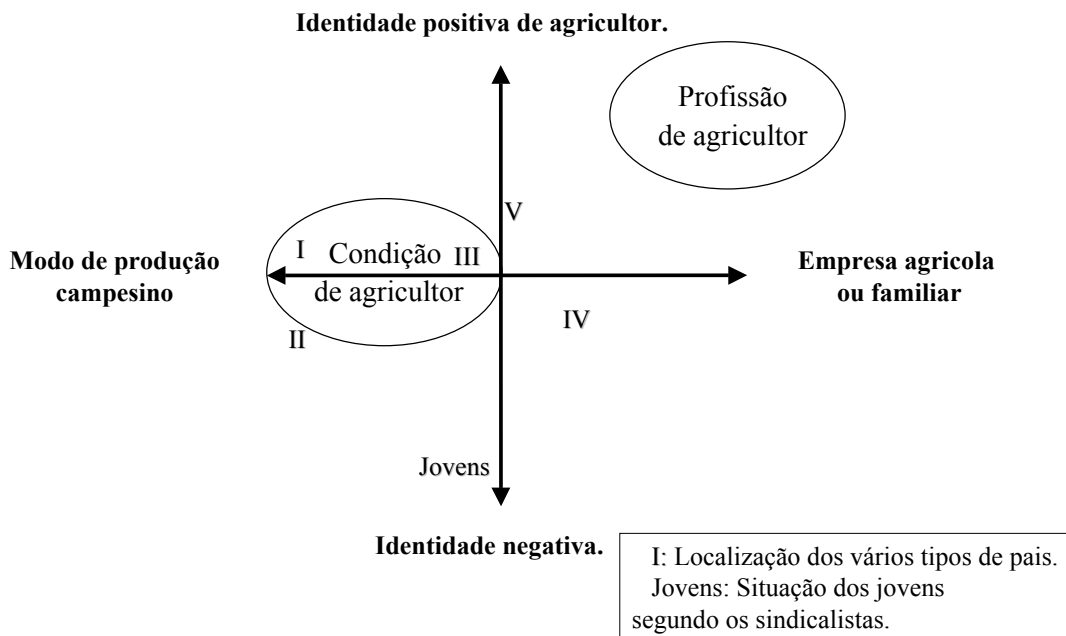 Identidade positiva de agricultor.
Profissão
de agricultor
V
I
Condição
III
de agricultor
Modo de produção
campesino
Empresa agricola
ou familiar
IV
II
Jovens
Identidade negativa.
I: Localização dos vários tipos de pais.
Jovens: Situação dos jovens
segundo os sindicalistas.